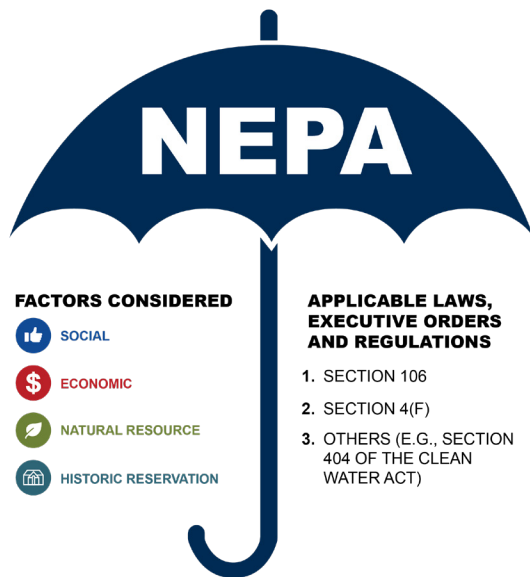 NEPA
FACTORS CONSIDERED
SOCIAL
$
ECONOMIC
NATURAL RESOURCE
HISTORIC RESERVATION
APPLICABLE LAWS,
EXECUTIVE ORDERS
AND REGULATIONS
1. SECTION 106
2. SECTION 4(F)
3. OTHERS (E.G., SECTION
404 OF THE CLEAN
WATER ACT)